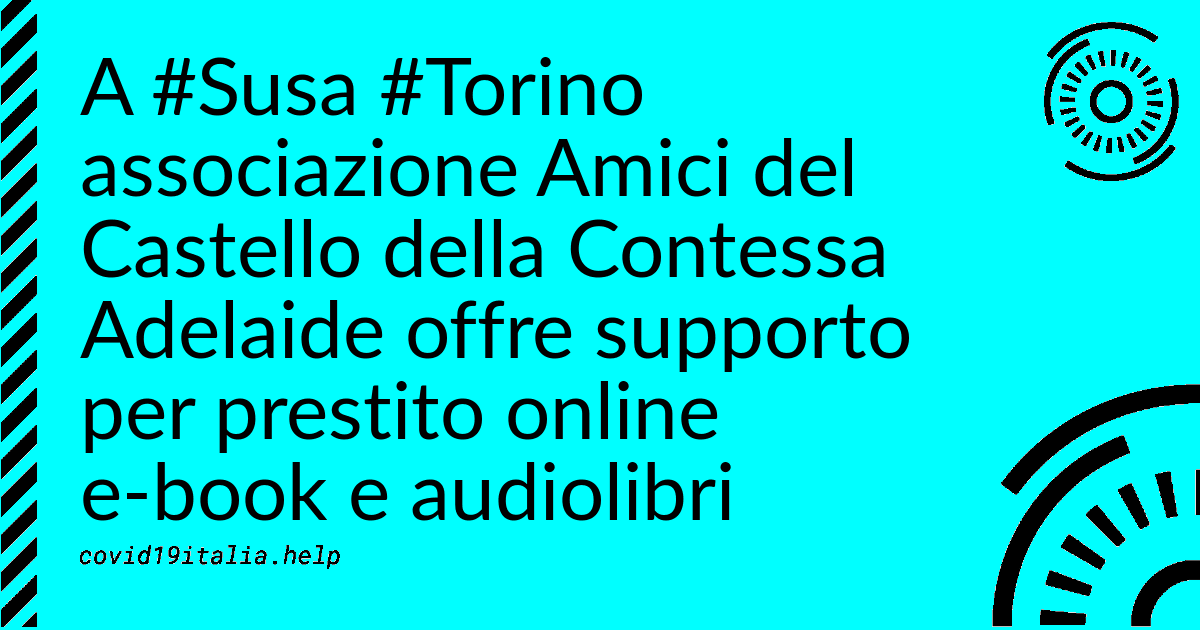 A #Susa #Torino
associazione Amici del
Castello della Contessa
Adelaide offre supporto
per prestito online
e-book e audiolibri
covid19italia.help